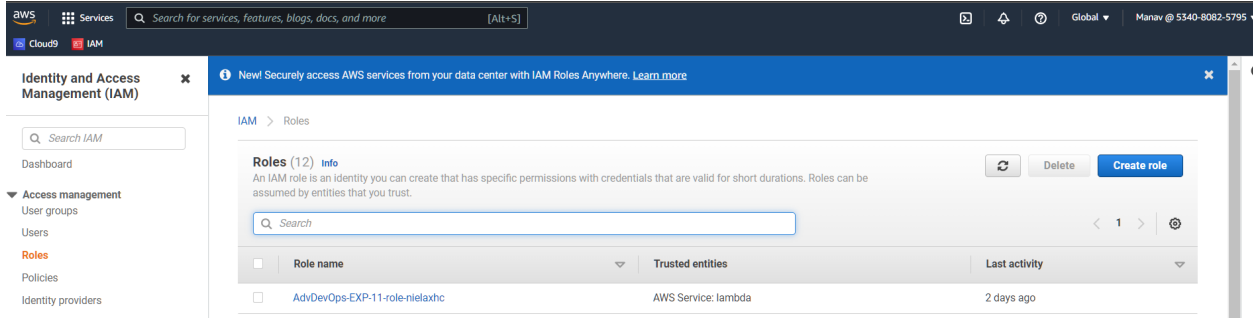 aws Services Search for services, features, blogs, docs, and more [Alt+S] Global Manav @ 5340-8082-5795
Cloud9 IAM
Identity and Access
Management (IAM)
Search IAM
Dashboard
Access management
User groups
Users
Roles
Policies
Identity providers
New! Securely access AWS services from your data center with IAM Roles Anywhere. Learn more
IAM > Roles
Roles (12) Info
An IAM role is an identity you can create that has specific permissions with credentials that are valid for short durations. Roles can be
assumed by entities that you trust.
Delete Create role
Search
< 1 >
Role name Trusted entities Last activity
AdvDevOps-EXP-11-role-nielaxhc AWS Service: lambda 2 days ago